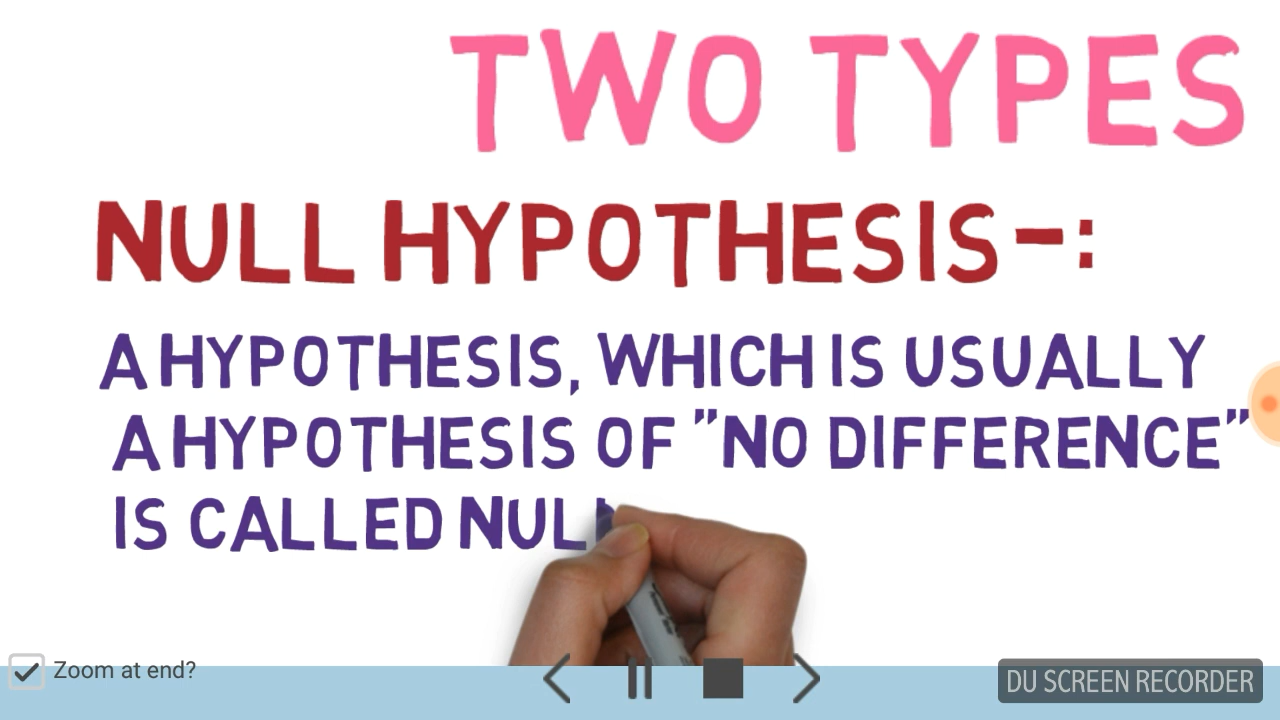 TWO TYPES
NULL HYPOTHESIS-:
A HYPOTHESIS, WHICH IS USUALLY
A HYPOTHESIS OF "NO DIFFERENCE"
IS CALLED NUL
Zoom at end?
DU SCREEN RECORDER